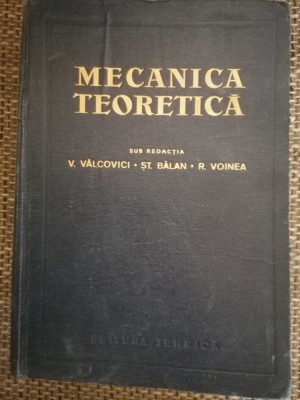 MECANICA
TEORETICĂ
SUB REDACȚIA
V. VÂLCOVICI • ȘT. BĂLAN • R. VOINEA
EDITURA TEHNICĂ